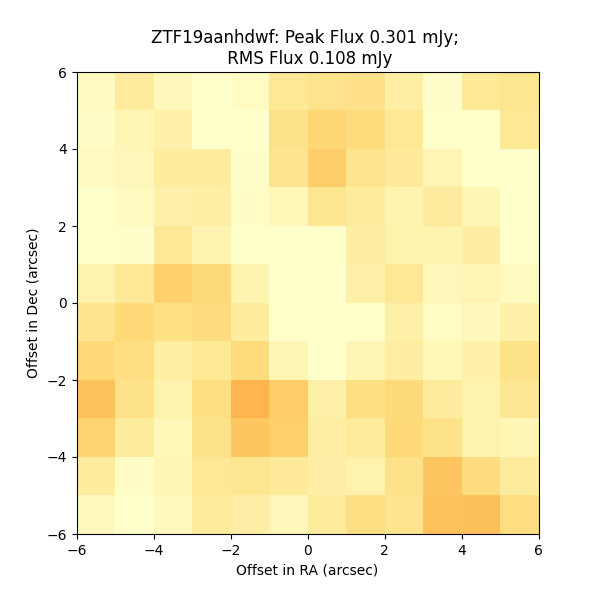 ZTF19aanhdwf: Peak Flux 0.301 mJy;
RMS Flux 0.108 mJy
6
4
2
0
−2
−4
−6
Offset in Dec (arcsec)
−6 −4 −2 0 2 4 6
Offset in RA (arcsec)